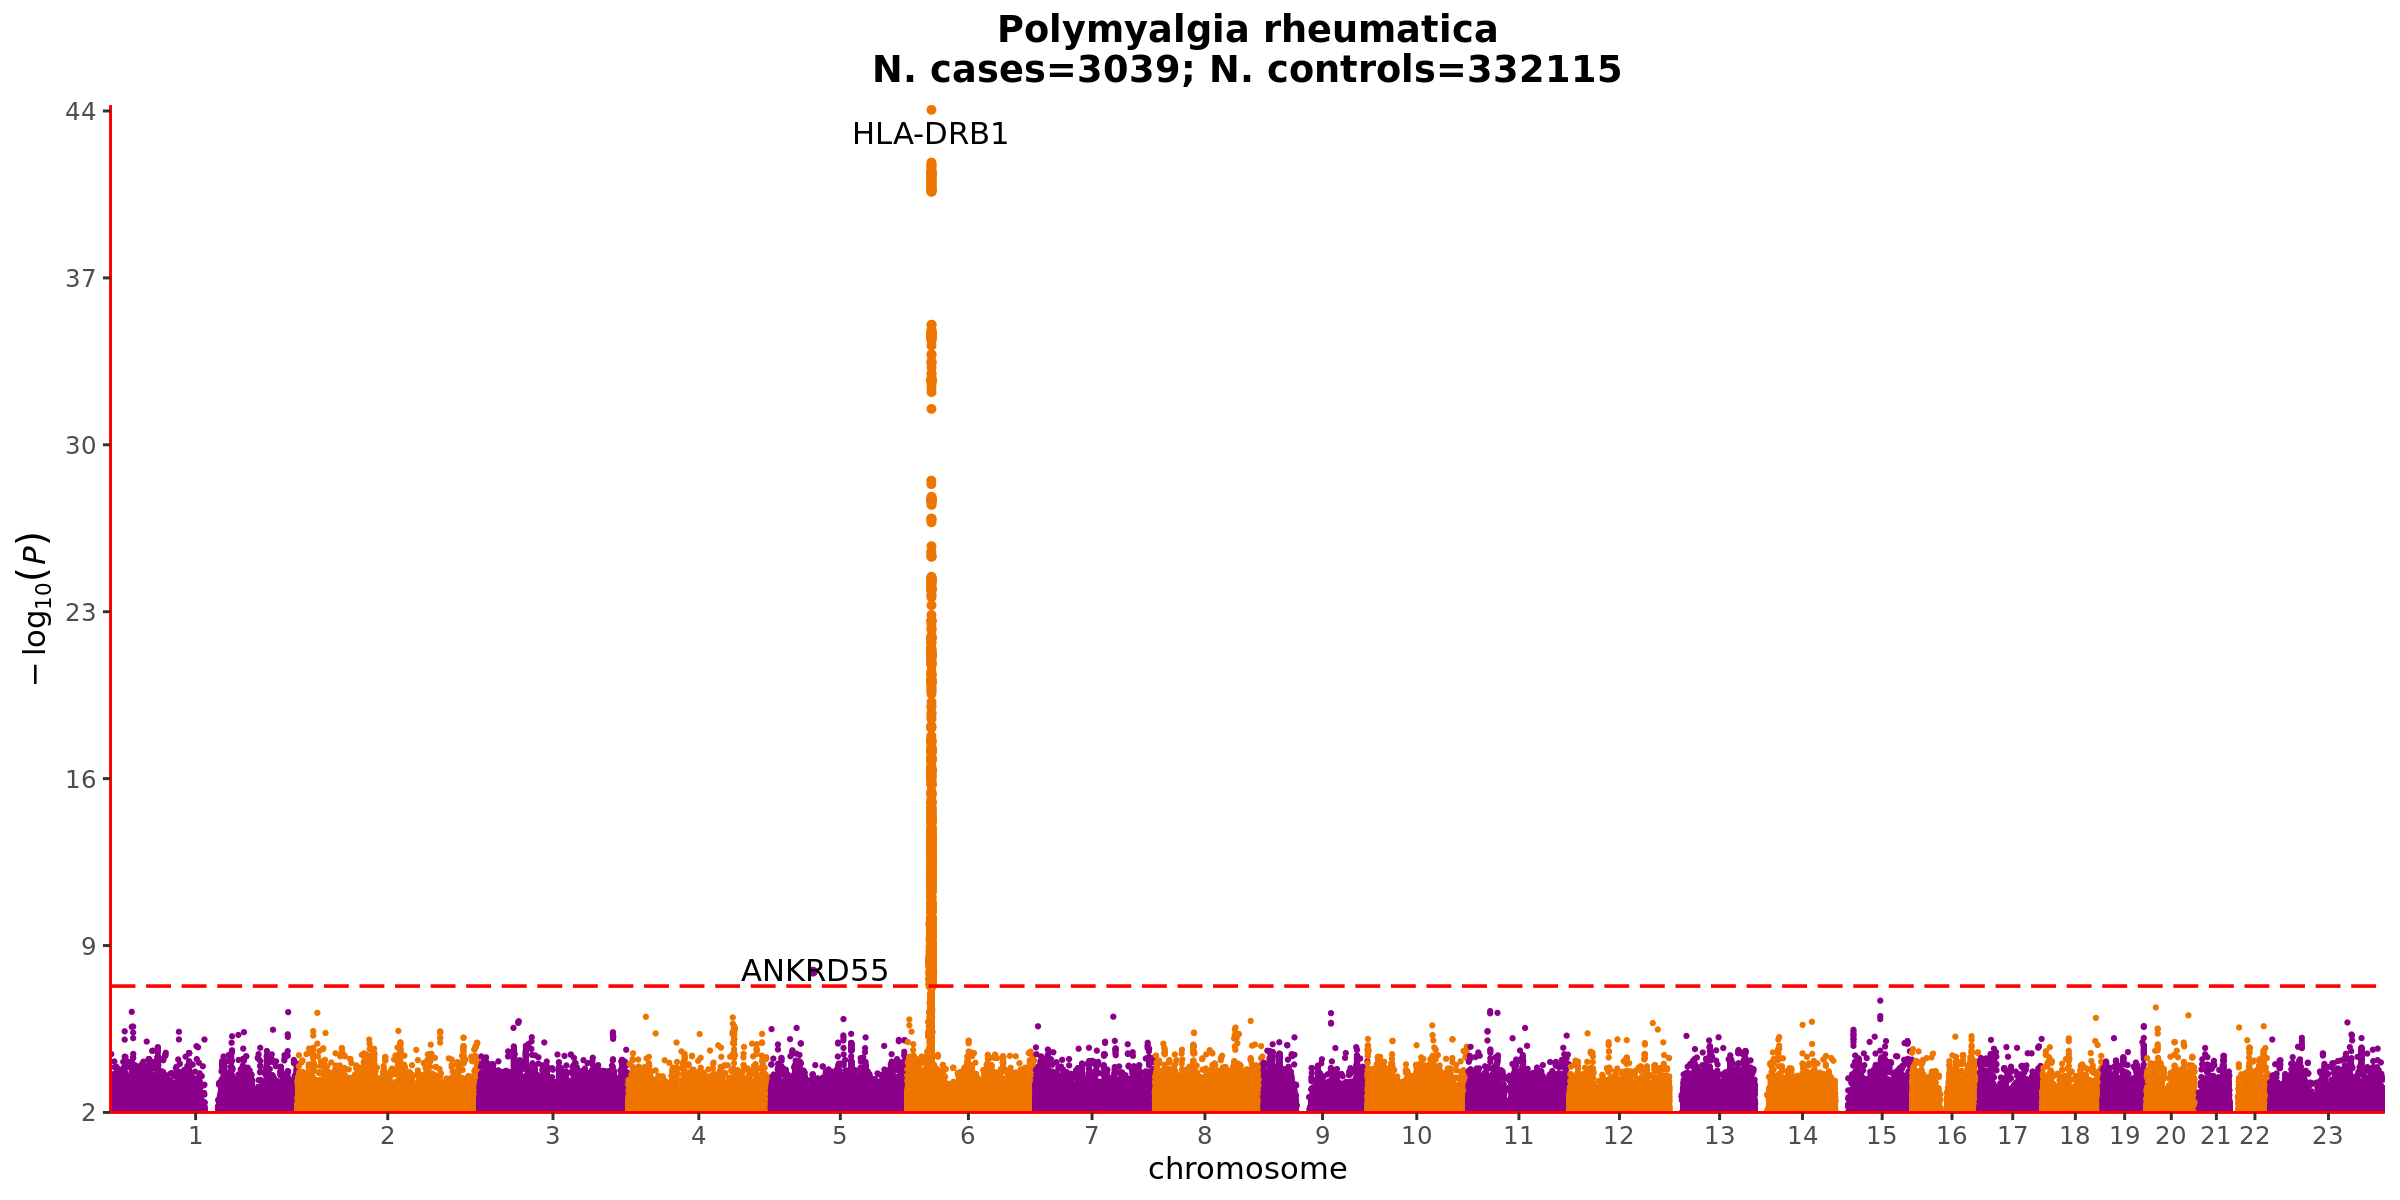 Polymyalgia rheumatica
N. cases=3039; N. controls=332115
44
HLA-DRB1
37
30
23
16
9
ANKRD55
2
− log10(P)
1 2 3 4 5 6 7 8 9 10 11 12 13 14 15 16 17 18 19 20 21 22 23
chromosome